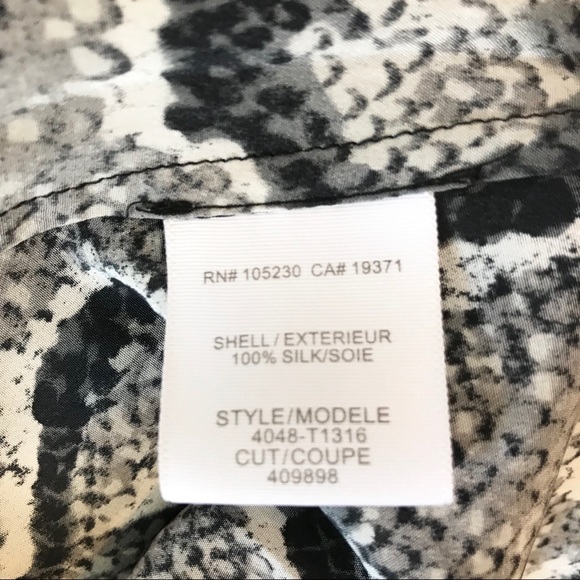 RN# 105230 CA# 19371
SHELL/EXTERIEUR
100% SILK/SOIE
STYLE/MODELE
4048-T1316
CUT/COUPE
409898